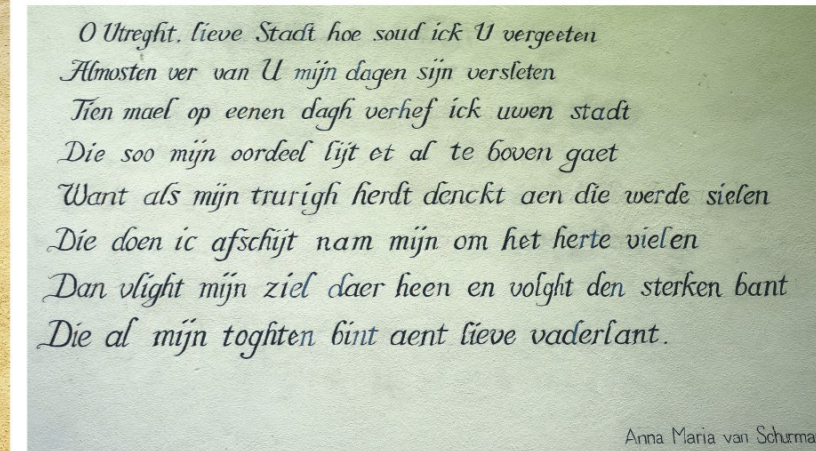 O Utreght. lieve Stadt hoe soud ick U vergeeten
Almosten ver van U mijn dagen sijn versleten
Tien mael op eenen dagh verhef ick uwen stadt
Die soo mijn oordeel lijt et al te boven gaet
Want als mijn trurigh herdt denckt aen die werde sielen
Die doen ic afschijt nam mijn om het herte vielen
Dan vlight mijn ziel daer heen en volght den sterken bant
Die al mijn toghten bint aent lieve vaderlant.
Anna Maria van Schurma